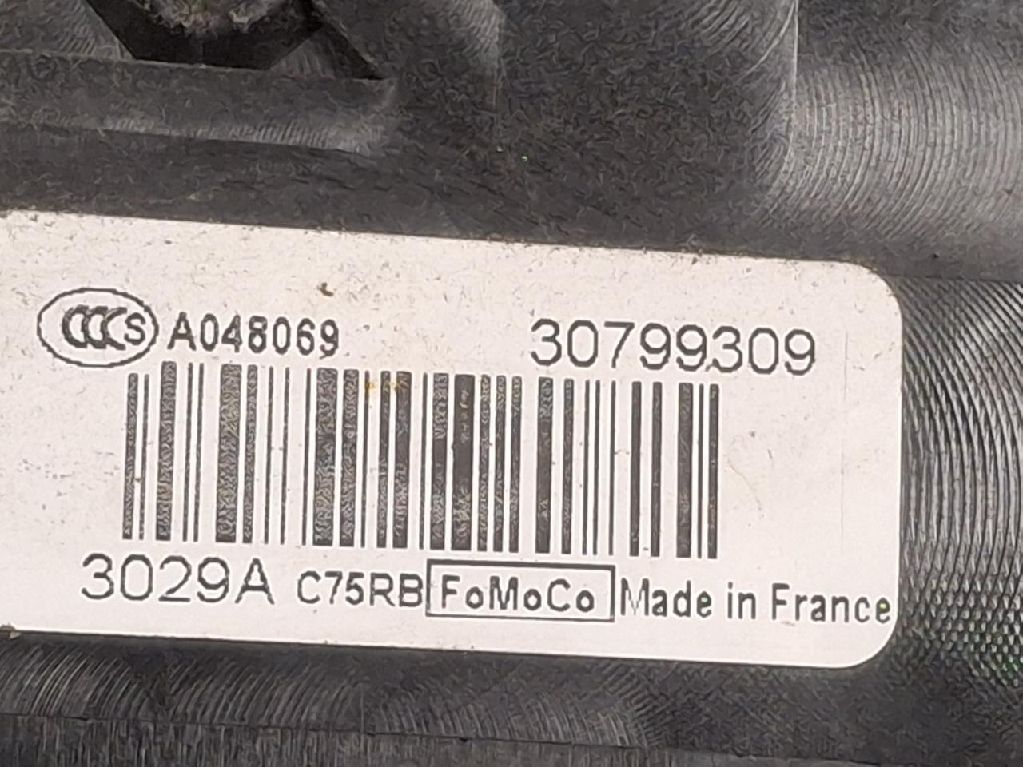 CCCS A048069 30799309
3029A C75RB FoMoCo Made in France